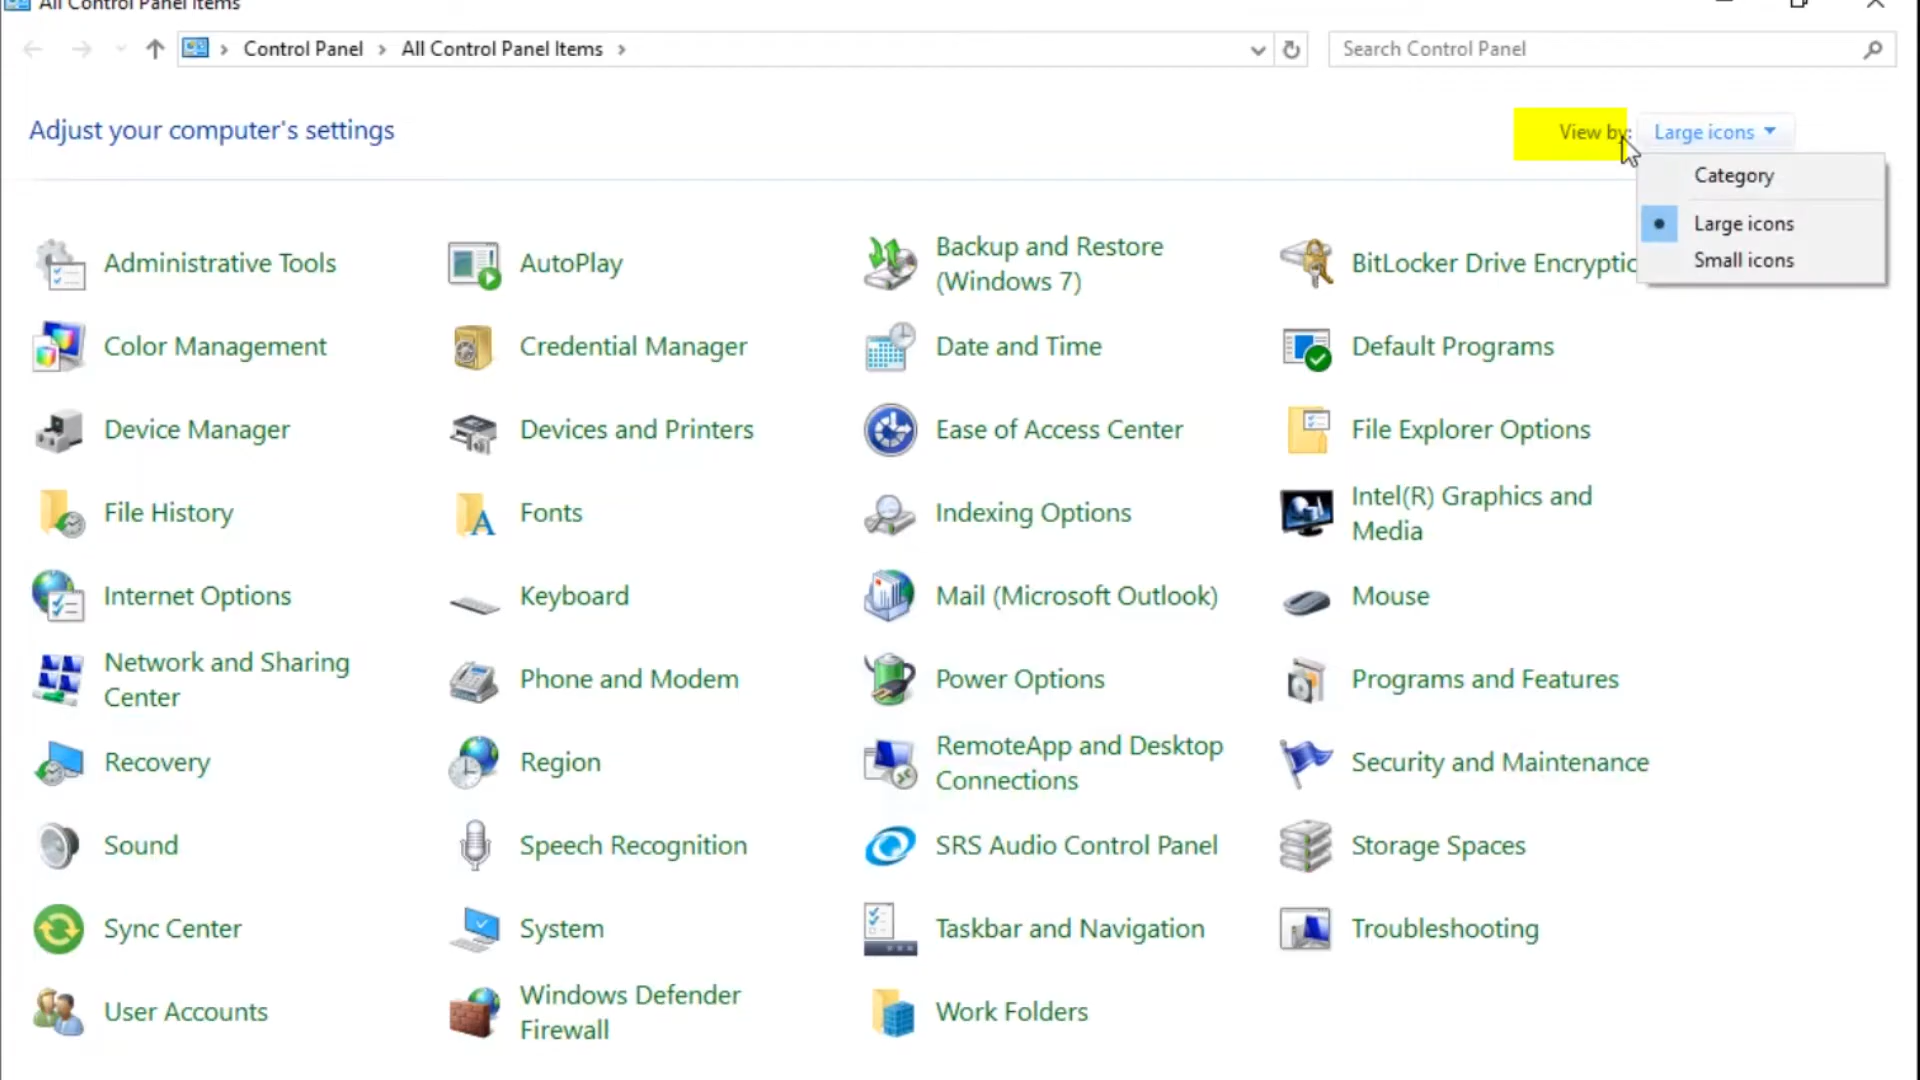 All Control Panel Items
Control Panel
All Control Panel Items
Search Control Panel
Adjust your computer's settings
View by:
Large icons
Category
Large icons
Small icons
Administrative Tools
AutoPlay
Backup and Restore
(Windows 7)
BitLocker Drive Encryptio
Color Management
Credential Manager
Date and Time
Default Programs
Device Manager
Devices and Printers
Ease of Access Center
File Explorer Options
File History
Fonts
Indexing Options
Intel(R) Graphics and
Media
Internet Options
Keyboard
Mail (Microsoft Outlook)
Mouse
Network and Sharing
Center
Phone and Modem
Power Options
Programs and Features
Recovery
Region
RemoteApp and Desktop
Connections
Security and Maintenance
Sound
Speech Recognition
SRS Audio Control Panel
Storage Spaces
Sync Center
System
Taskbar and Navigation
Troubleshooting
User Accounts
Windows Defender
Firewall
Work Folders